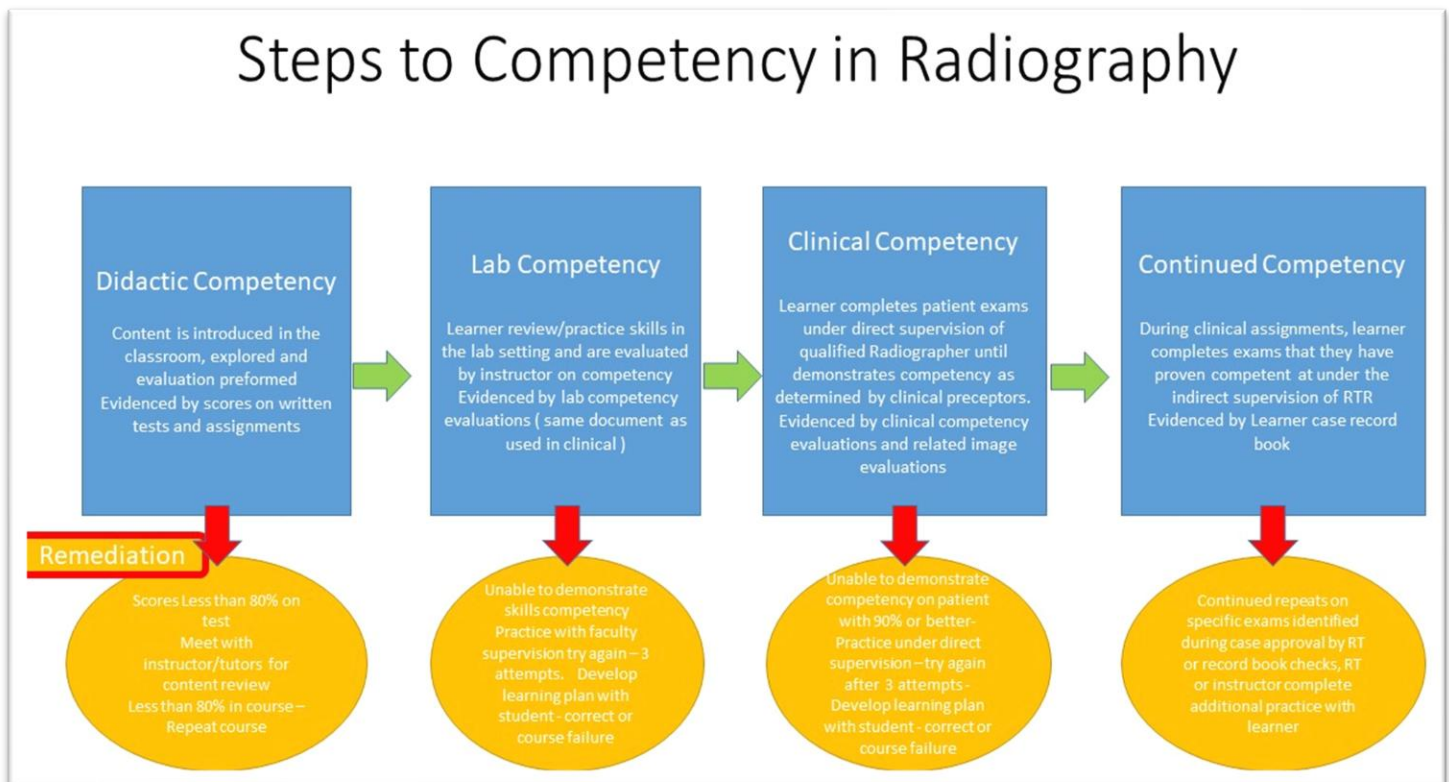 Steps to Competency in Radiography
Didactic Competency
Content is introduced in the
classroom, explored and
evaluation preformed
Evidenced by scores on written
tests and assignments
Lab Competency
Learner review/practice skills in
the lab setting and are evaluated
by instructor on competency
Evidenced by lab competency
evaluations ( same document as
used in clinical )
Clinical Competency
Learner completes patient exams
under direct supervision of
qualified Radiographer until
demonstrates competency as
determined by clinical preceptors.
Evidenced by clinical competency
evaluations and related image
evaluations
Continued Competency
During clinical assignments, learner
completes exams that they have
proven competent at under the
indirect supervision of RTR
Evidenced by Learner case record
book
Remediation
Scores Less than 80% on
test
Meet with
instructor/tutors for
content review
Less than 80% in course –
Repeat course
Unable to demonstrate
skills competency
Practice with faculty
supervision try again – 3
attempts. Develop
learning plan with
student - correct or
course failure
Unable to demonstrate
competency on patient
with 90% or better-
Practice under direct
supervision – try again
after 3 attempts -
Develop learning plan
with student - correct or
course failure
Continued repeats on
specific exams identified
during case approval by RT
or record book checks, RT
or instructor complete
additional practice with
learner